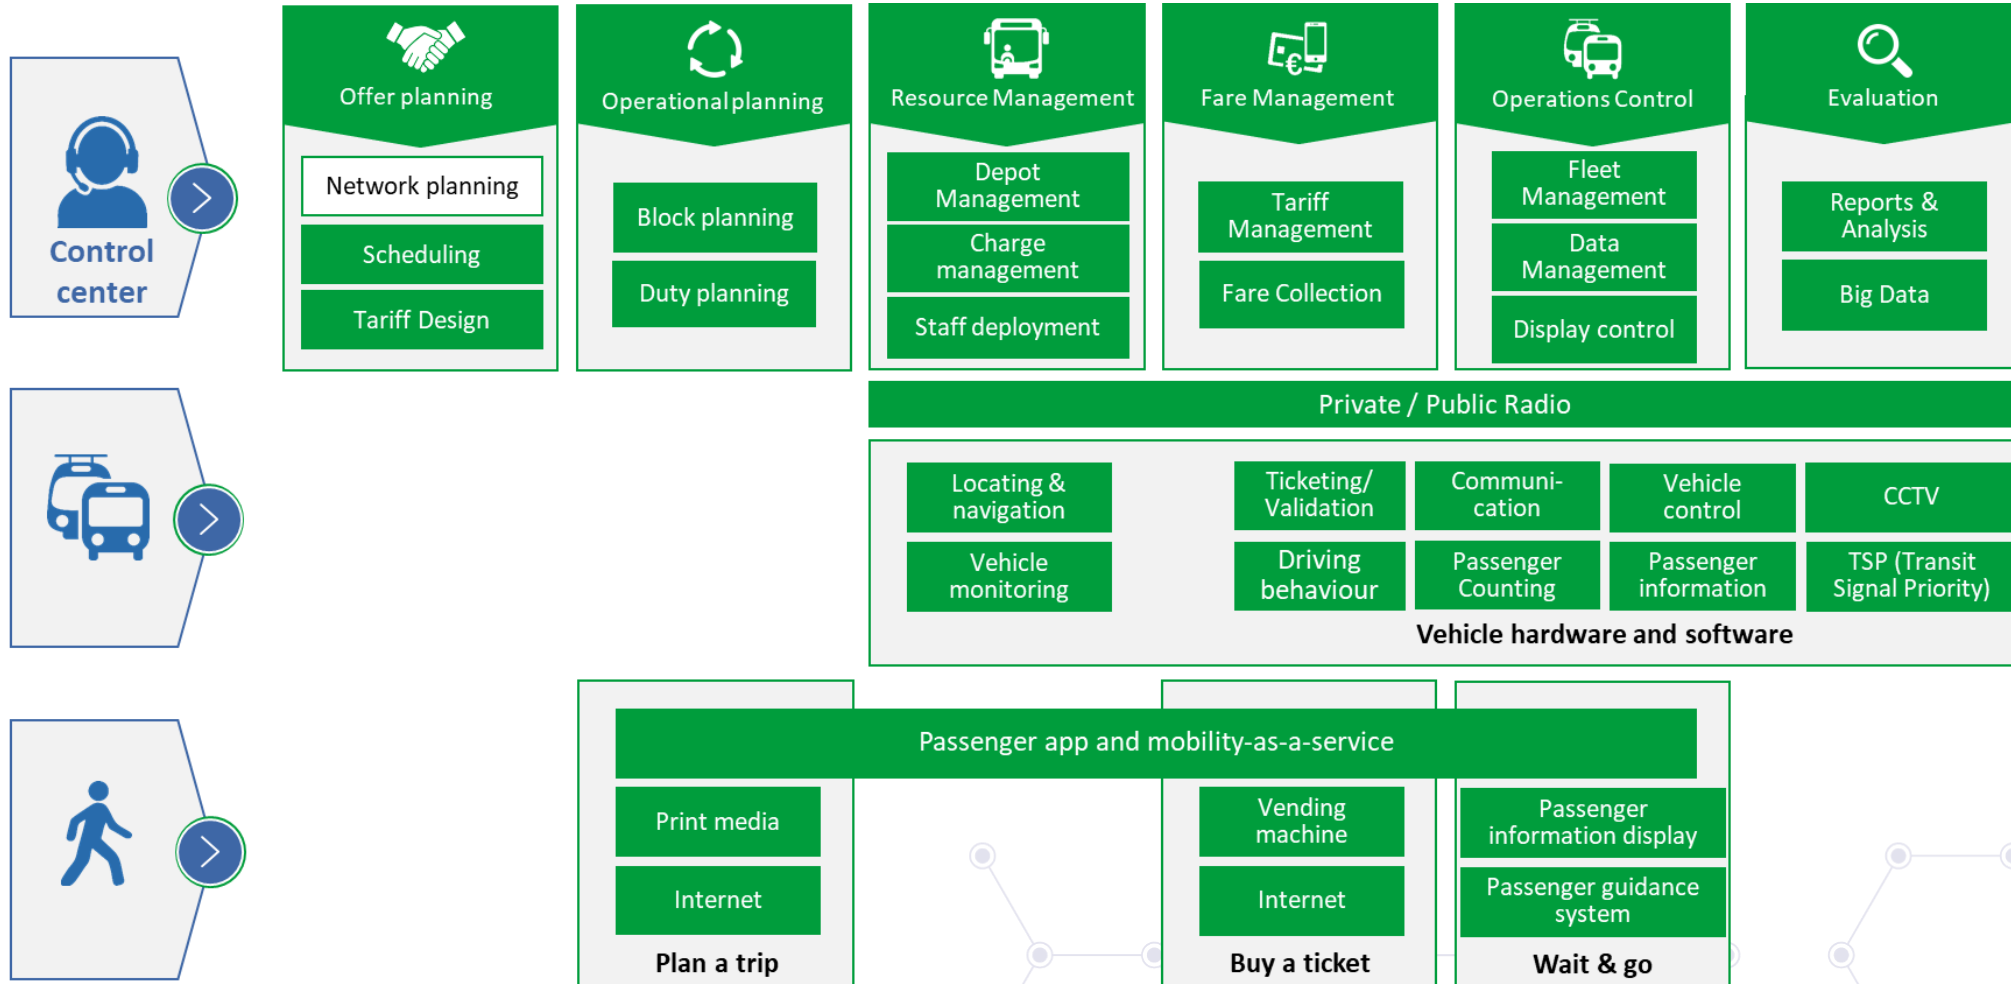 Control
center
Offer planning
Network planning
Scheduling
Tariff Design
Operational planning
Block planning
Duty planning
Resource Management
Depot
Management
Charge
management
Staff deployment
Fare Management
Tariff
Management
Fare Collection
Operations Control
Fleet
Management
Data
Management
Display control
Evaluation
Reports &
Analysis
Big Data
Private / Public Radio
Locating &
navigation
Ticketing/
Validation
Communi-
cation
Vehicle
control
CCTV
Vehicle
monitoring
Driving
behaviour
Passenger
Counting
Passenger
information
TSP (Transit
Signal Priority)
Vehicle hardware and software
Passenger app and mobility-as-a-service
Print media
Internet
Plan a trip
Vending
machine
Internet
Buy a ticket
Passenger
information display
Passenger guidance
system
Wait & go